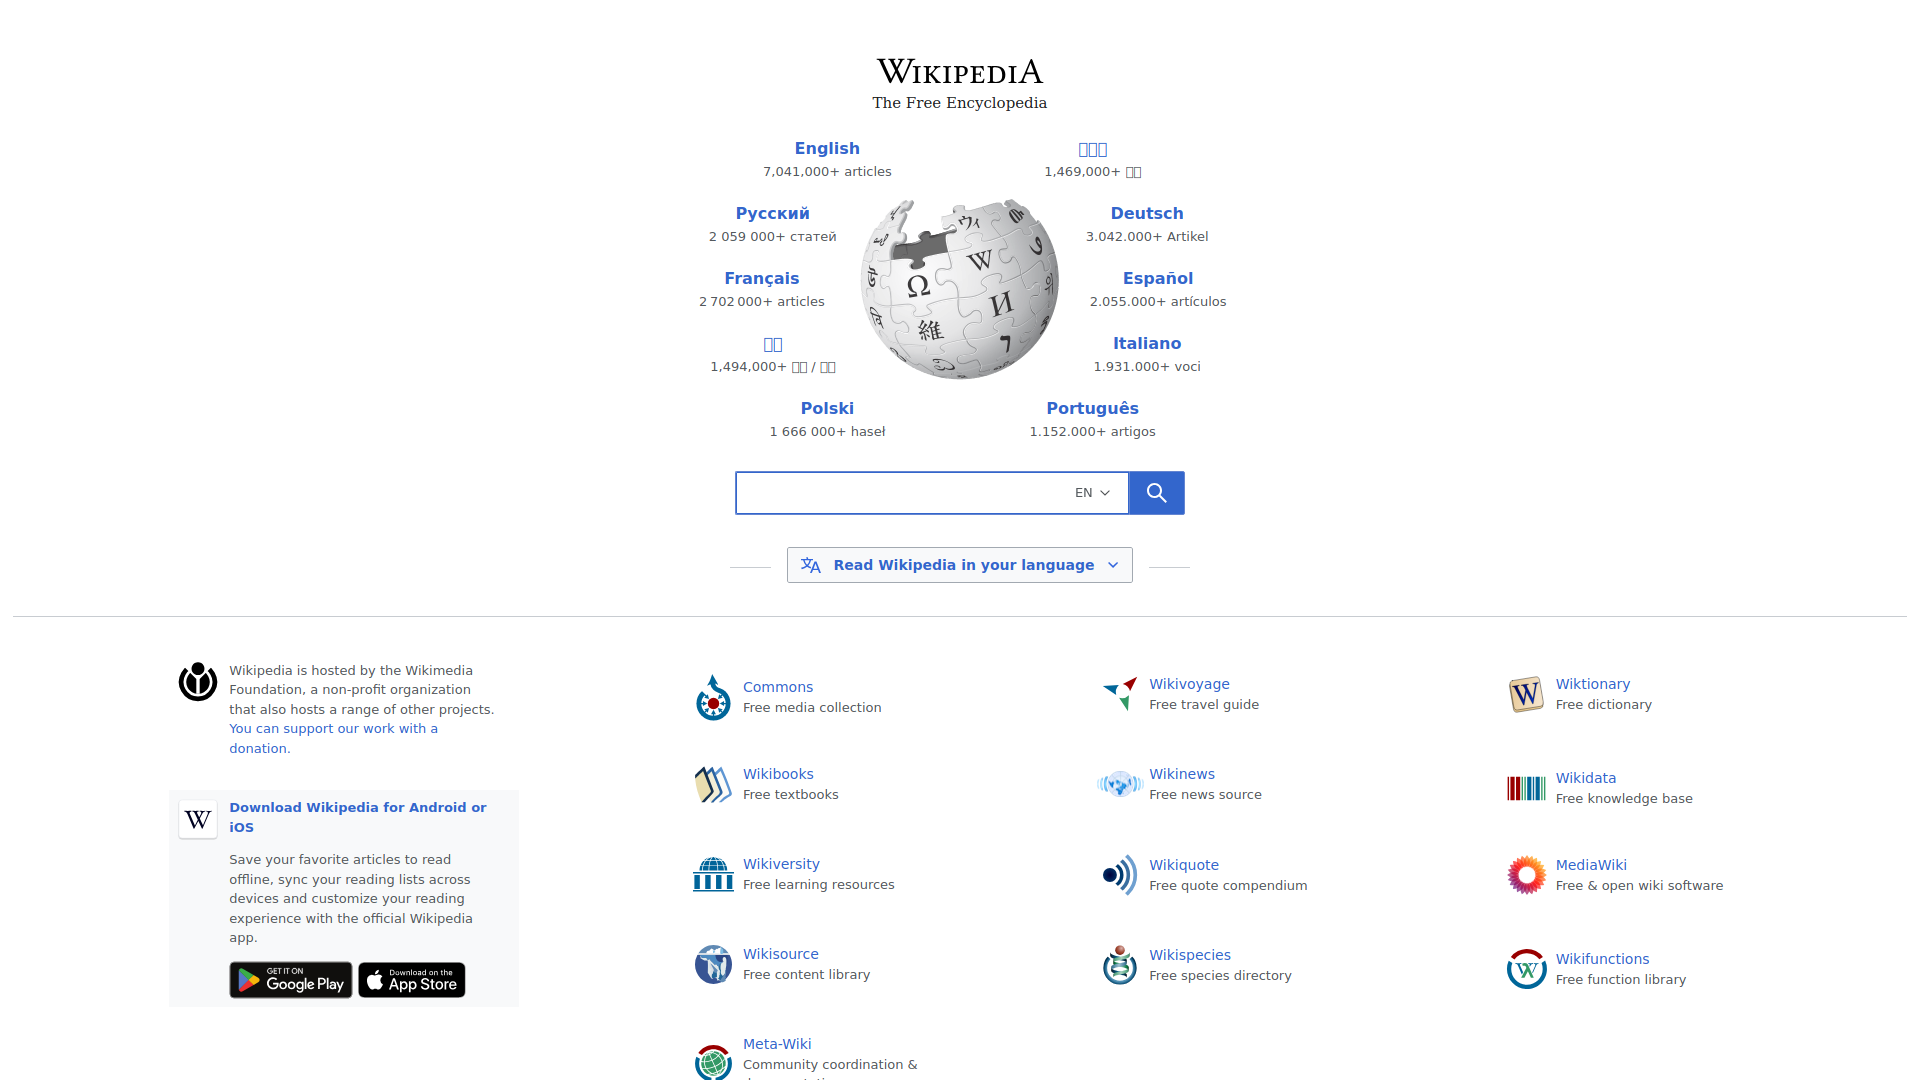 WIKIPEDIA
The Free Encyclopedia
English
7,041,000+ articles
1,469,000+
Русский
2 059 000+ статей
Deutsch
3.042.000+ Artikel
Français
2 702 000+ articles
Español
2.055.000+ artículos
1,494,000+ /
Italiano
1.931.000+ voci
Polski
1 666 000+ haseł
Português
1.152.000+ artigos
Ω W И 維 ウィ
EN
Read Wikipedia in your language
Wikipedia is hosted by the Wikimedia
Foundation, a non-profit organization
that also hosts a range of other projects.
You can support our work with a
donation.
W
Download Wikipedia for Android or
iOS
Save your favorite articles to read
offline, sync your reading lists across
devices and customize your reading
experience with the official Wikipedia
app.
GET IT ON
Google Play
Download on the
App Store
Commons
Free media collection
Wikivoyage
Free travel guide
W
Wiktionary
Free dictionary
Wikibooks
Free textbooks
Wikinews
Free news source
Wikidata
Free knowledge base
Wikiversity
Free learning resources
Wikiquote
Free quote compendium
MediaWiki
Free & open wiki software
Wikisource
Free content library
Wikispecies
Free species directory
Wikifunctions
Free function library
Meta-Wiki
Community coordination &